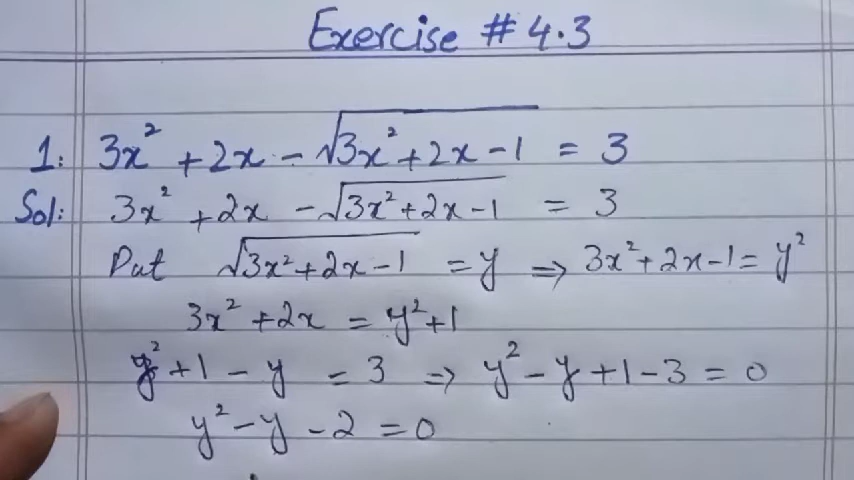 Exercise # 4.3
1: 3x² + 2x - √(3x² + 2x - 1) = 3
Sol: 3x² + 2x - √(3x² + 2x - 1) = 3
Put √(3x² + 2x - 1) = y ⇒ 3x² + 2x - 1 = y²
3x² + 2x = y² + 1
y² + 1 - y = 3 ⇒ y² - y + 1 - 3 = 0
y² - y - 2 = 0